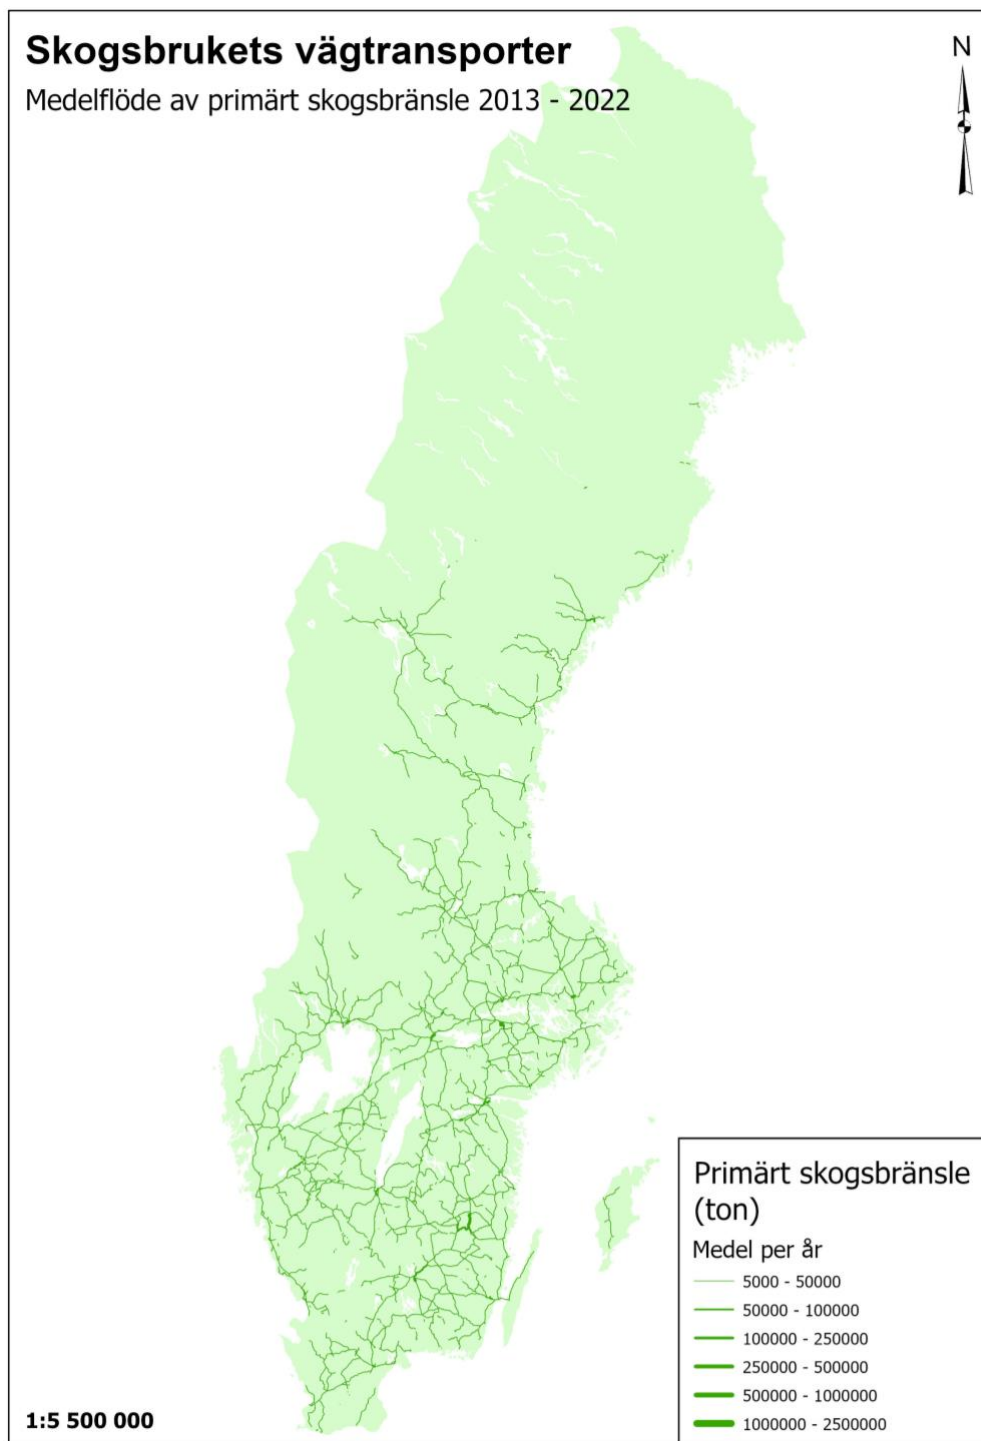 Skogsbrukets vägtransporter
Medelflöde av primärt skogsbränsle 2013 - 2022
N
Primärt skogsbränsle
(ton)
Medel per år
5000 - 50000
50000 - 100000
100000 - 250000
250000 - 500000
500000 - 1000000
1000000 - 2500000
1:5 500 000